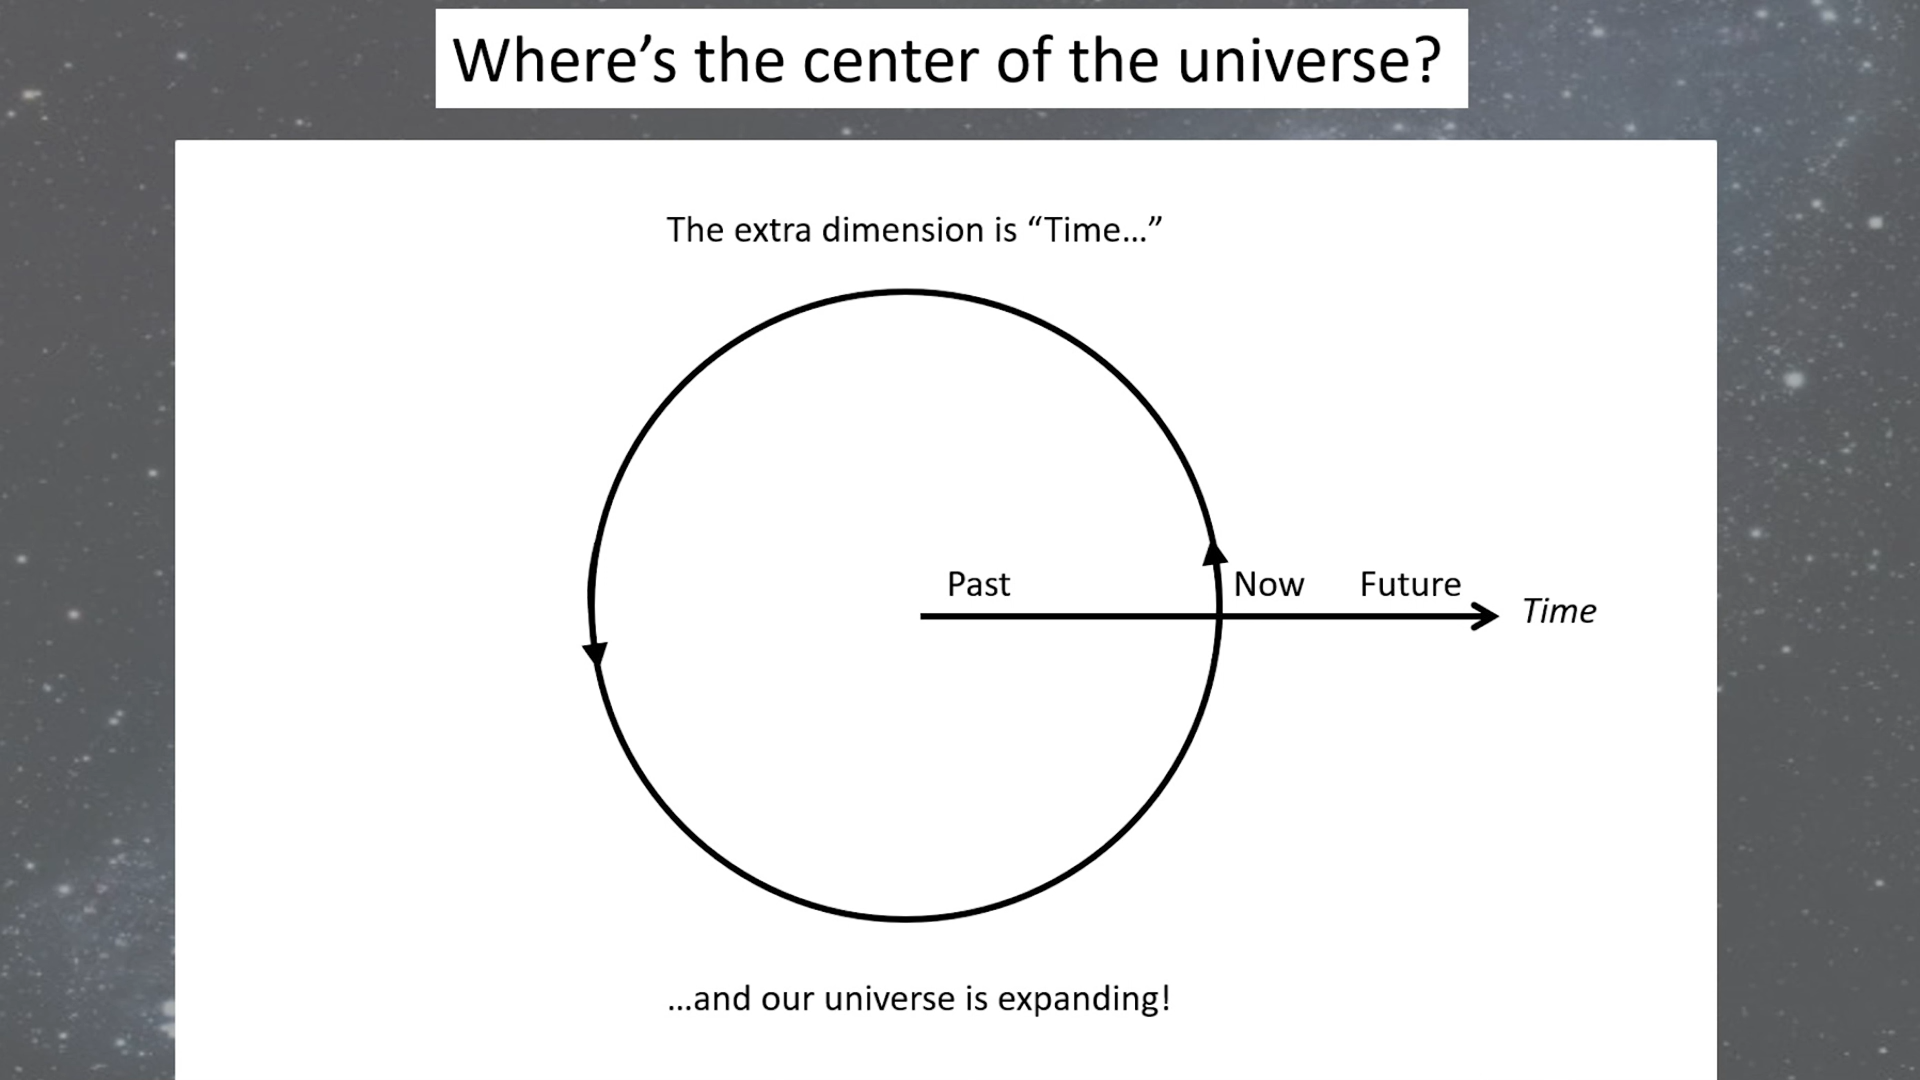 Where’s the center of the universe?
The extra dimension is “Time…”
Past
Now
Future
Time
…and our universe is expanding!